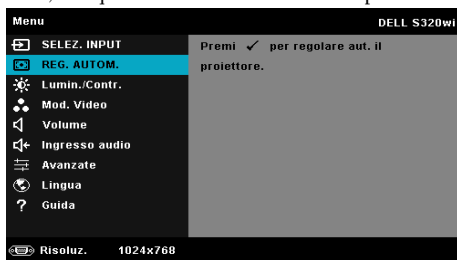 Menu DELL S320wi
SELEZ. INPUT
REG. AUTOM.
Lumin./Contr.
Mod. Video
Volume
Ingresso audio
Avanzate
Lingua
? Guida
Premi ✓ per regolare aut. il
proiettore.
Risoluz. 1024x768